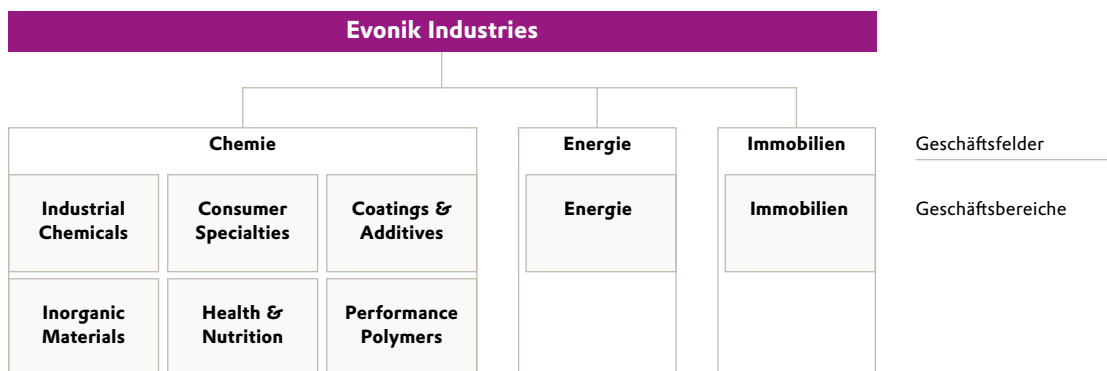 Evonik Industries
Chemie
Energie
Immobilien
Geschäftsfelder
Industrial
Chemicals
Consumer
Specialties
Coatings &
Additives
Energie
Immobilien
Geschäftsbereiche
Inorganic
Materials
Health &
Nutrition
Performance
Polymers